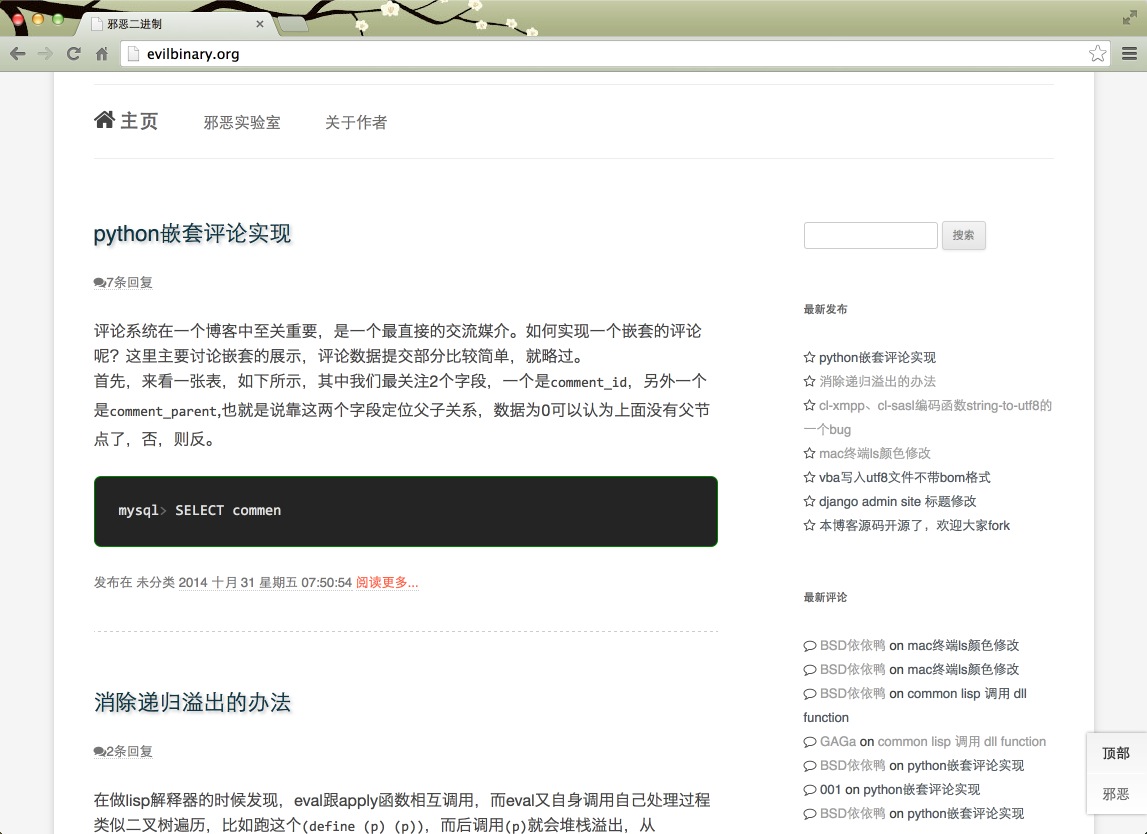 邪恶二进制
evilbinary.org
主页 邪恶实验室 关于作者
python嵌套评论实现
7条回复
评论系统在一个博客中至关重要，是一个最直接的交流媒介。如何实现一个嵌套的评论
呢？这里主要讨论嵌套的展示，评论数据提交部分比较简单，就略过。
首先，来看一张表，如下所示，其中我们最关注2个字段，一个是comment_id，另外一个
是comment_parent,也就是说靠这两个字段定位父子关系，数据为0可以认为上面没有父节
点了，否，则反。
mysql> SELECT commen
发布在 未分类 2014 十月 31 星期五 07:50:54 阅读更多...
消除递归溢出的办法
2条回复
在做lisp解释器的时候发现，eval跟apply函数相互调用，而eval又自身调用自己处理过程
类似二叉树遍历，比如跑这个(define (p) (p))，而后调用(p)就会堆栈溢出，从
搜索
最新发布
python嵌套评论实现
消除递归溢出的办法
cl-xmpp、cl-sasl编码函数string-to-utf8的
一个bug
mac终端ls颜色修改
vba写入utf8文件不带bom格式
django admin site 标题修改
本博客源码开源了，欢迎大家fork
最新评论
BSD依依鸭 on mac终端ls颜色修改
BSD依依鸭 on mac终端ls颜色修改
BSD依依鸭 on common lisp 调用 dll
function
GAGa on common lisp 调用 dll function
BSD依依鸭 on python嵌套评论实现
001 on python嵌套评论实现
BSD依依鸭 on python嵌套评论实现
顶部
邪恶